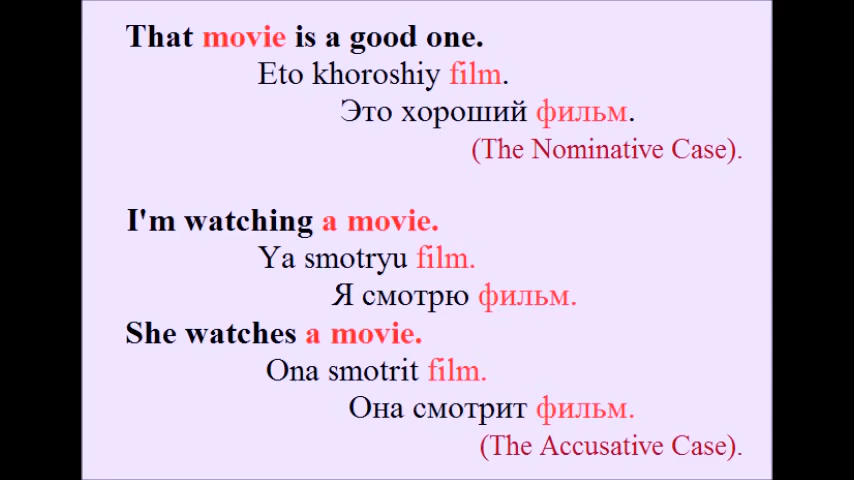 That movie is a good one.
Eto khoroshiy film.
Это хороший фильм.
(The Nominative Case).
I'm watching a movie.
Ya smotryu film.
Я смотрю фильм.
She watches a movie.
Ona smotrit film.
Она смотрит фильм.
(The Accusative Case).